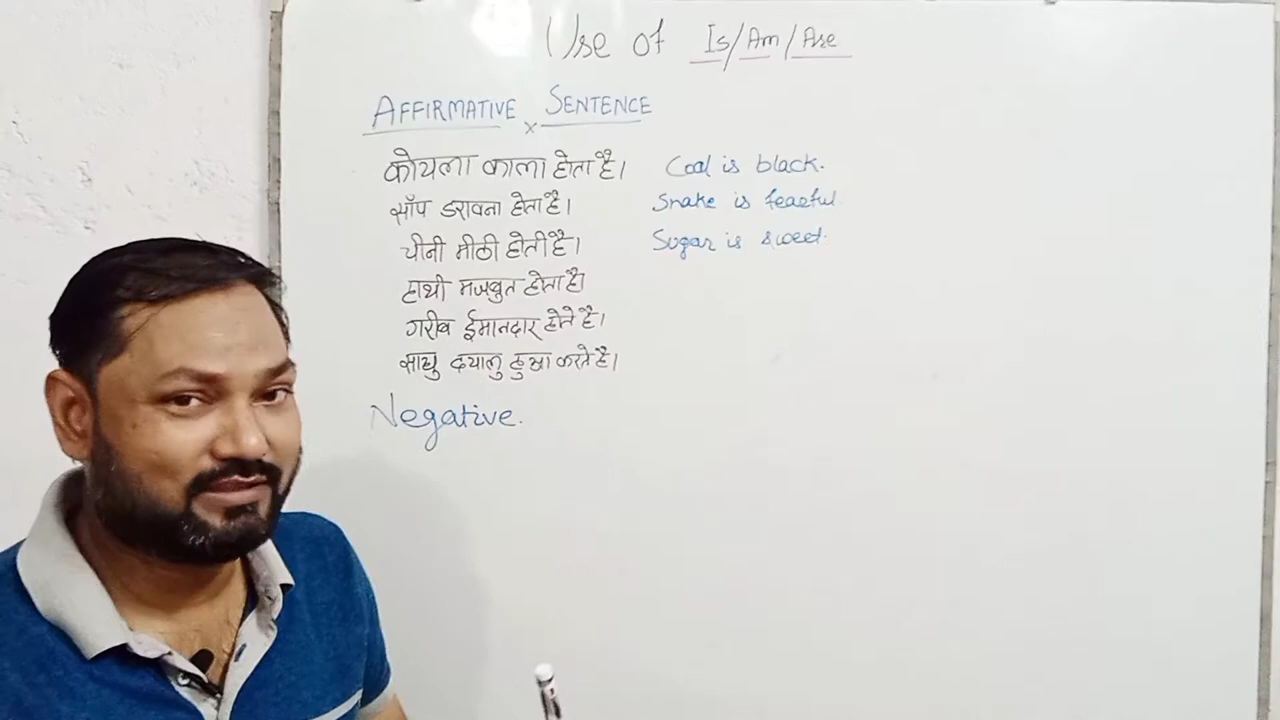 Use of Is/Am/Are
AFFIRMATIVE SENTENCE
कोयला काला होता है। Coal is black.
साँप डरावना होता है। Snake is fearful.
चीनी मीठी होती है। Sugar is sweet.
हाथी मजबुत होता है।
गरीब ईमानदार होते है।
साधु दयालु हुआ करते है।
Negative.